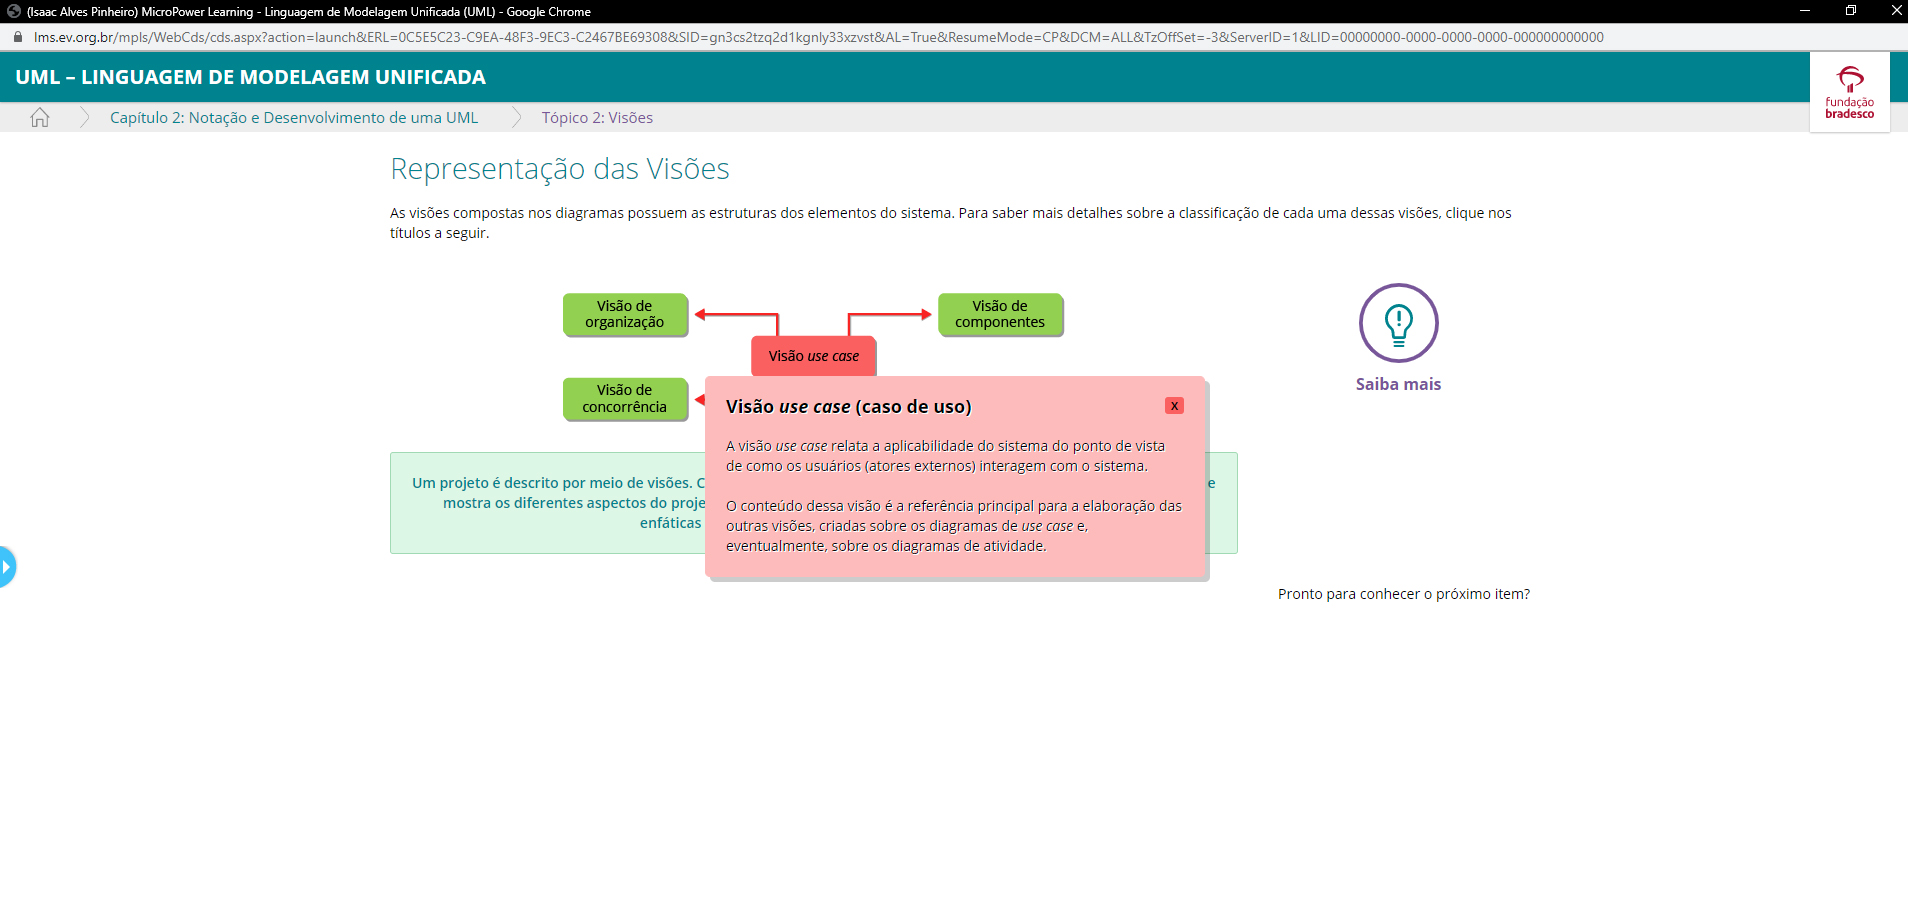 (Isaac Alves Pinheiro) MicroPower Learning - Linguagem de Modelagem Unificada (UML) - Google Chrome
lms.ev.org.br/mpls/WebCds/cds.aspx?action=launch&ERL=0C5E5C23-C9EA-48F3-9EC3-C2467BE69308&SID=gn3cs2tzq2d1kgnly33xzvst&AL=True&ResumeMode=CP&DCM=ALL&TzOffSet=-3&ServerID=1&LID=00000000-0000-0000-0000-000000000000
UML – LINGUAGEM DE MODELAGEM UNIFICADA
fundação
bradesco
Capítulo 2: Notação e Desenvolvimento de uma UML
Tópico 2: Visões
Representação das Visões
As visões compostas nos diagramas possuem as estruturas dos elementos do sistema. Para saber mais detalhes sobre a classificação de cada uma dessas visões, clique nos
títulos a seguir.
Visão de
organização
Visão de
componentes
Visão use case
Visão de
concorrência
Saiba mais
Visão use case (caso de uso)
X
A visão use case relata a aplicabilidade do sistema do ponto de vista
de como os usuários (atores externos) interagem com o sistema.
O conteúdo dessa visão é a referência principal para a elaboração das
outras visões, criadas sobre os diagramas de use case e,
eventualmente, sobre os diagramas de atividade.
Um projeto é descrito por meio de visões. C
e
mostra os diferentes aspectos do proje
enfáticas
Pronto para conhecer o próximo item?